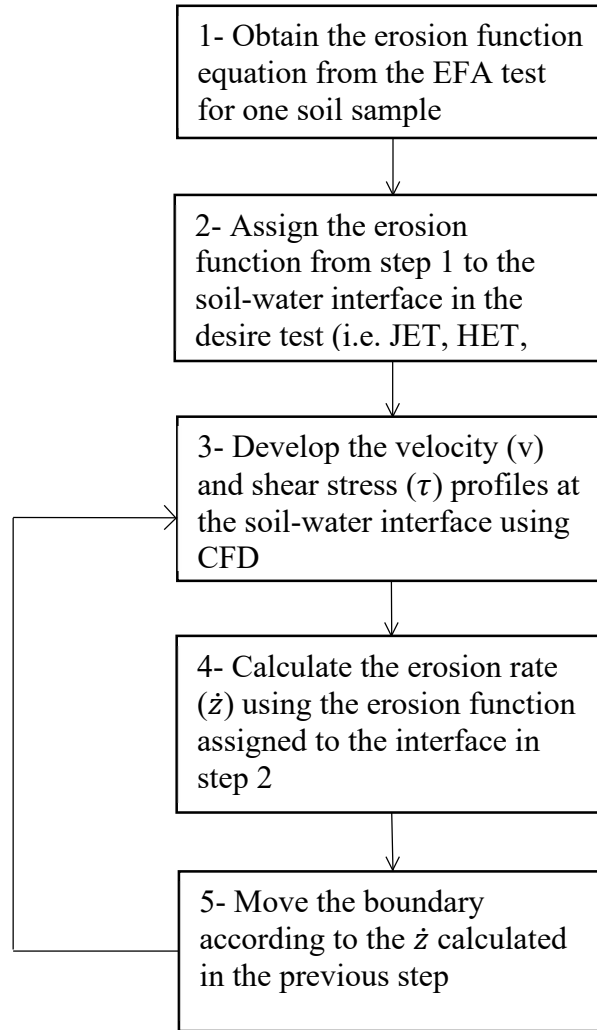 1- Obtain the erosion function
equation from the EFA test
for one soil sample
2- Assign the erosion
function from step 1 to the
soil-water interface in the
desire test (i.e. JET, HET,
3- Develop the velocity (v)
and shear stress (τ) profiles at
the soil-water interface using
CFD
4- Calculate the erosion rate
(ż) using the erosion function
assigned to the interface in
step 2
5- Move the boundary
according to the ż calculated
in the previous step